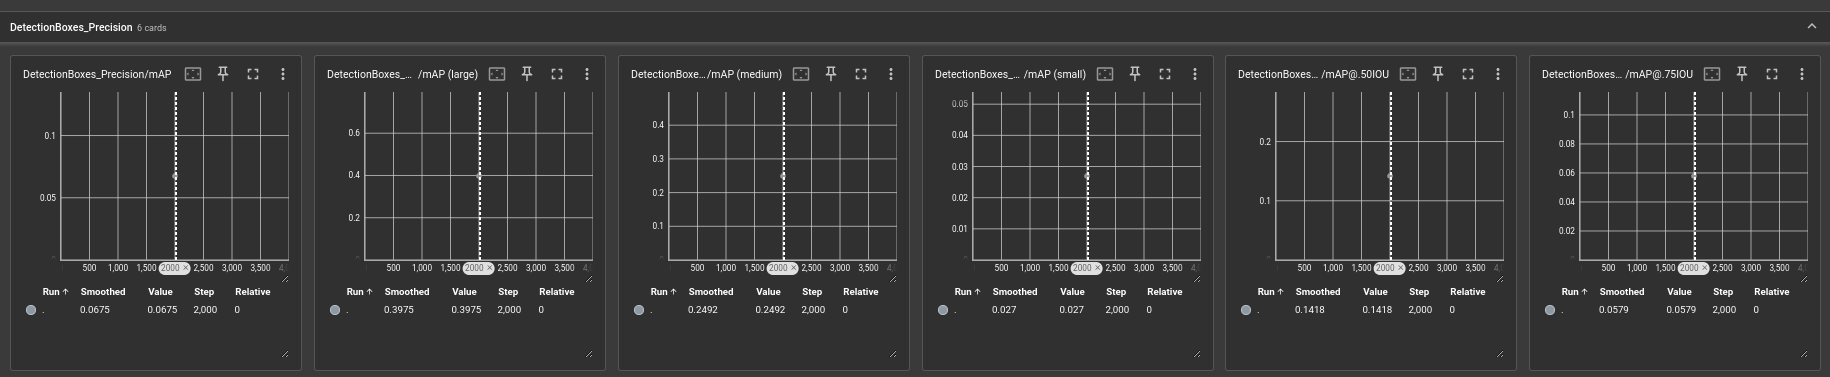 DetectionBoxes_Precision 6 cards
DetectionBoxes_Precision/mAP
0.1
0.05
500 1,000 1,500 2000 × 2,500 3,000 3,500
Run ↑ Smoothed Value Step Relative
. 0.0675 0.0675 2,000 0
DetectionBoxes_... /mAP (large)
0.6
0.4
0.2
500 1,000 1,500 2000 × 2,500 3,000 3,500
Run ↑ Smoothed Value Step Relative
. 0.3975 0.3975 2,000 0
DetectionBoxe.../mAP (medium)
0.4
0.3
0.2
0.1
500 1,000 1,500 2000 × 2,500 3,000 3,500
Run ↑ Smoothed Value Step Relative
. 0.2492 0.2492 2,000 0
DetectionBoxes_... /mAP (small)
0.05
0.04
0.03
0.02
0.01
500 1,000 1,500 2000 × 2,500 3,000 3,500
Run ↑ Smoothed Value Step Relative
. 0.027 0.027 2,000 0
DetectionBoxes... /mAP@.50IOU
0.2
0.1
500 1,000 1,500 2000 × 2,500 3,000 3,500
Run ↑ Smoothed Value Step Relative
. 0.1418 0.1418 2,000 0
DetectionBoxes... /mAP@.75IOU
0.1
0.08
0.06
0.04
0.02
500 1,000 1,500 2000 × 2,500 3,000 3,500
Run ↑ Smoothed Value Step Relative
. 0.0579 0.0579 2,000 0